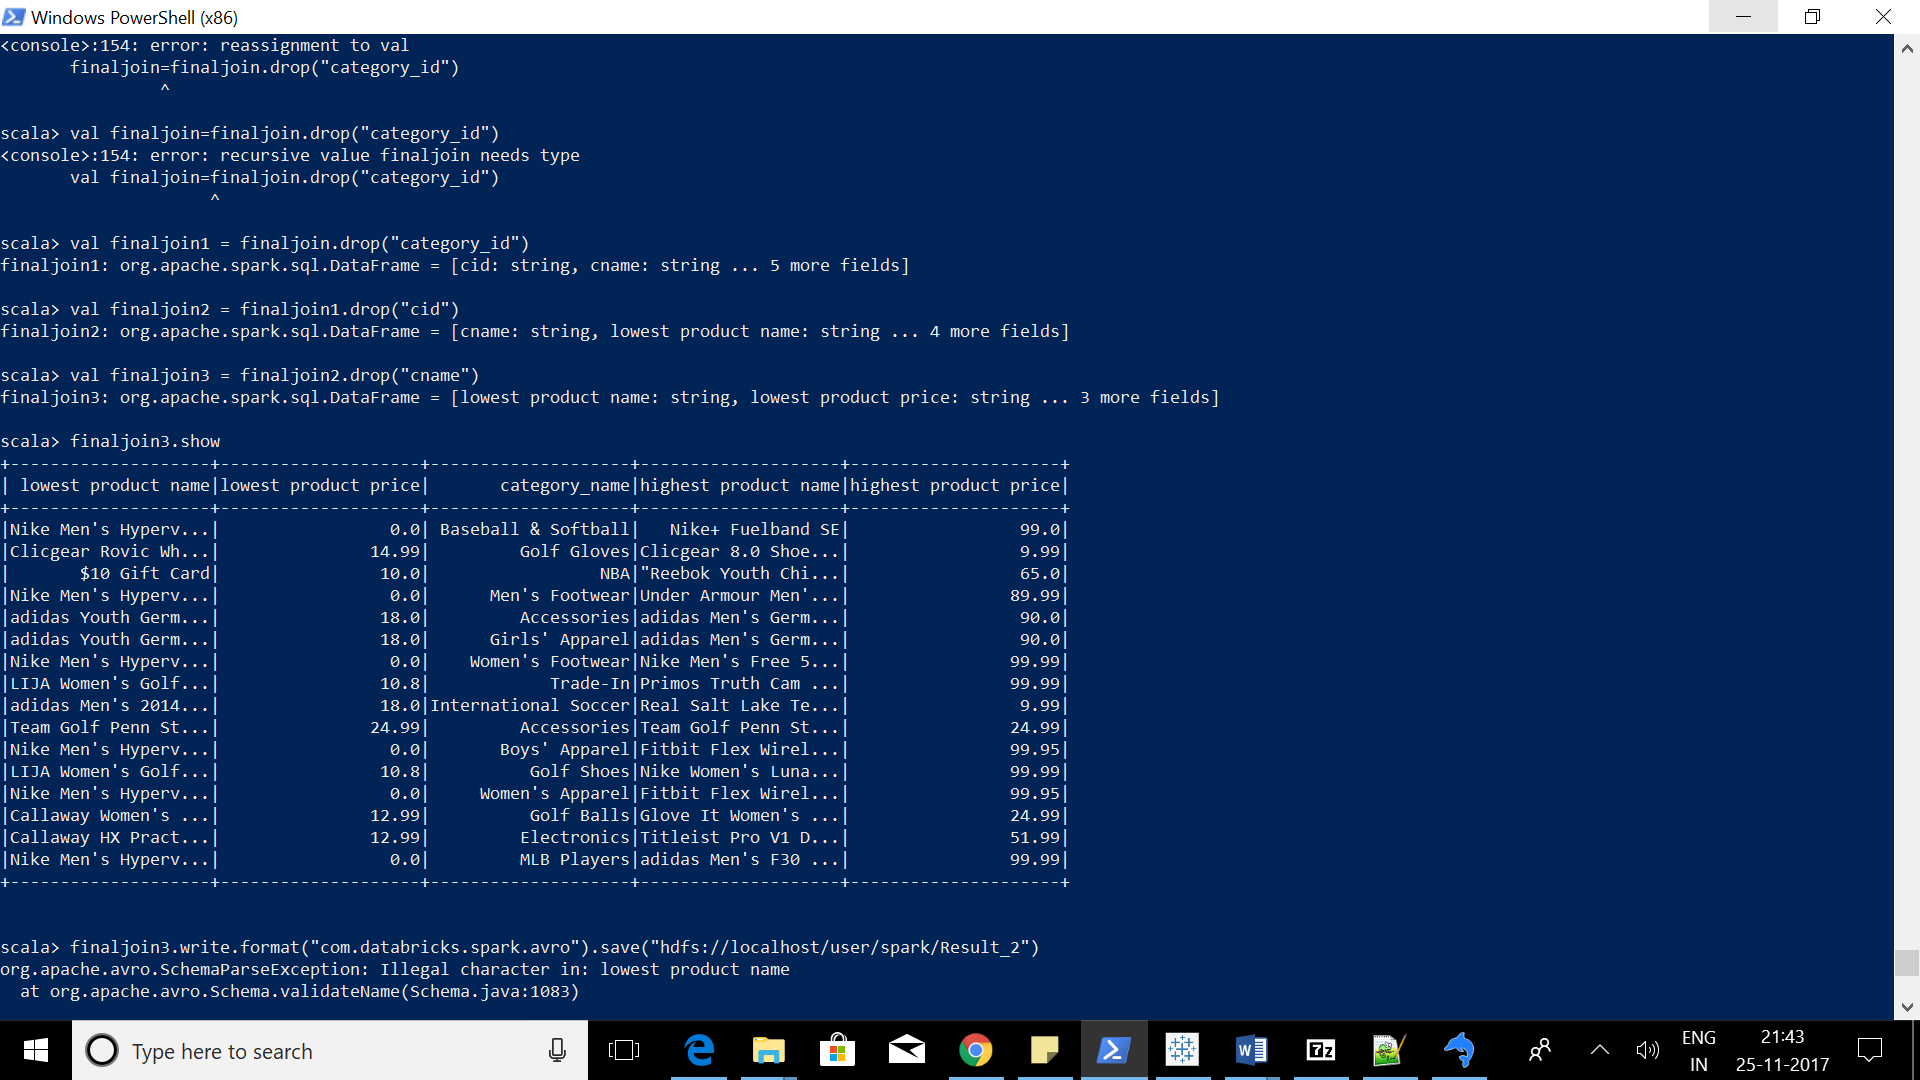 Windows PowerShell (x86)
<console>:154: error: reassignment to val
       finaljoin=finaljoin.drop("category_id")
                ^
scala> val finaljoin=finaljoin.drop("category_id")
<console>:154: error: recursive value finaljoin needs type
       val finaljoin=finaljoin.drop("category_id")
                     ^
scala> val finaljoin1 = finaljoin.drop("category_id")
finaljoin1: org.apache.spark.sql.DataFrame = [cid: string, cname: string ... 5 more fields]
scala> val finaljoin2 = finaljoin1.drop("cid")
finaljoin2: org.apache.spark.sql.DataFrame = [cname: string, lowest product name: string ... 4 more fields]
scala> val finaljoin3 = finaljoin2.drop("cname")
finaljoin3: org.apache.spark.sql.DataFrame = [lowest product name: string, lowest product price: string ... 3 more fields]
scala> finaljoin3.show
+--------------------+--------------------+--------------------+--------------------+---------------------+
| lowest product name|lowest product price|       category_name|highest product name|highest product price|
+--------------------+--------------------+--------------------+--------------------+---------------------+
|Nike Men's Hyperv...|                 0.0| Baseball & Softball|   Nike+ Fuelband SE|                 99.0|
|Clicgear Rovic Wh...|               14.99|         Golf Gloves|Clicgear 8.0 Shoe...|                 9.99|
|       $10 Gift Card|                10.0|                 NBA|"Reebok Youth Chi...|                 65.0|
|Nike Men's Hyperv...|                 0.0|      Men's Footwear|Under Armour Men'...|                89.99|
|adidas Youth Germ...|                18.0|         Accessories|adidas Men's Germ...|                 90.0|
|adidas Youth Germ...|                18.0|      Girls' Apparel|adidas Men's Germ...|                 90.0|
|Nike Men's Hyperv...|                 0.0|    Women's Footwear|Nike Men's Free 5...|                99.99|
|LIJA Women's Golf...|                10.8|            Trade-In|Primos Truth Cam ...|                99.99|
|adidas Men's 2014...|                18.0|International Soccer|Real Salt Lake Te...|                 9.99|
|Team Golf Penn St...|               24.99|         Accessories|Team Golf Penn St...|                24.99|
|Nike Men's Hyperv...|                 0.0|       Boys' Apparel|Fitbit Flex Wirel...|                99.95|
|LIJA Women's Golf...|                10.8|          Golf Shoes|Nike Women's Luna...|                99.99|
|Nike Men's Hyperv...|                 0.0|     Women's Apparel|Fitbit Flex Wirel...|                99.95|
|Callaway Women's ...|               12.99|          Golf Balls|Glove It Women's ...|                24.99|
|Callaway HX Pract...|               12.99|         Electronics|Titleist Pro V1 D...|                51.99|
|Nike Men's Hyperv...|                 0.0|         MLB Players|adidas Men's F30 ...|                99.99|
+--------------------+--------------------+--------------------+--------------------+---------------------+
scala> finaljoin3.write.format("com.databricks.spark.avro").save("hdfs://localhost/user/spark/Result_2")
org.apache.avro.SchemaParseException: Illegal character in: lowest product name
  at org.apache.avro.Schema.validateName(Schema.java:1083)
Type here to search
W
7z
ENG
IN
21:43
25-11-2017